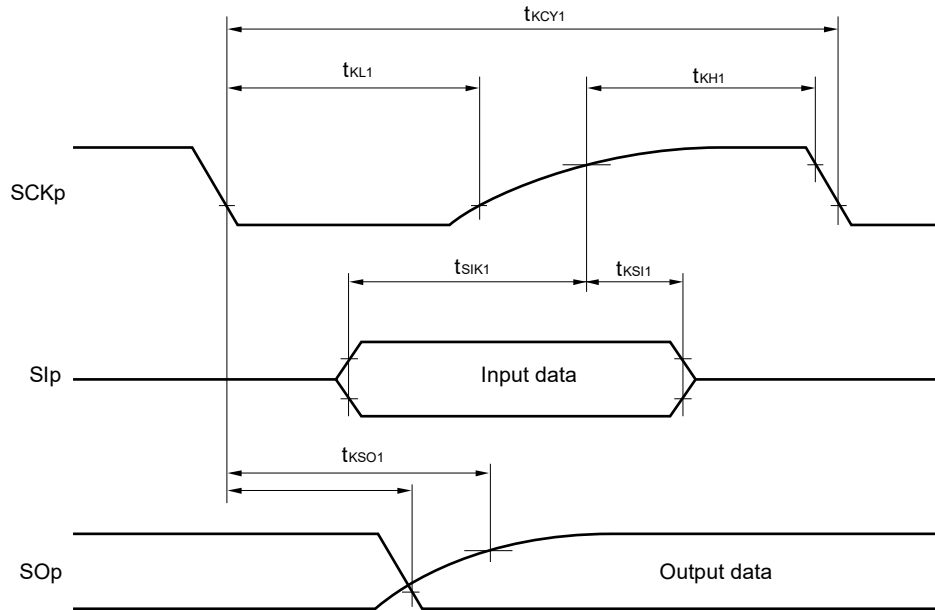 tKCY1
tKL1
tKH1
SCKp
tSIK1
tKSI1
SIp
Input data
tKSO1
SOp
Output data